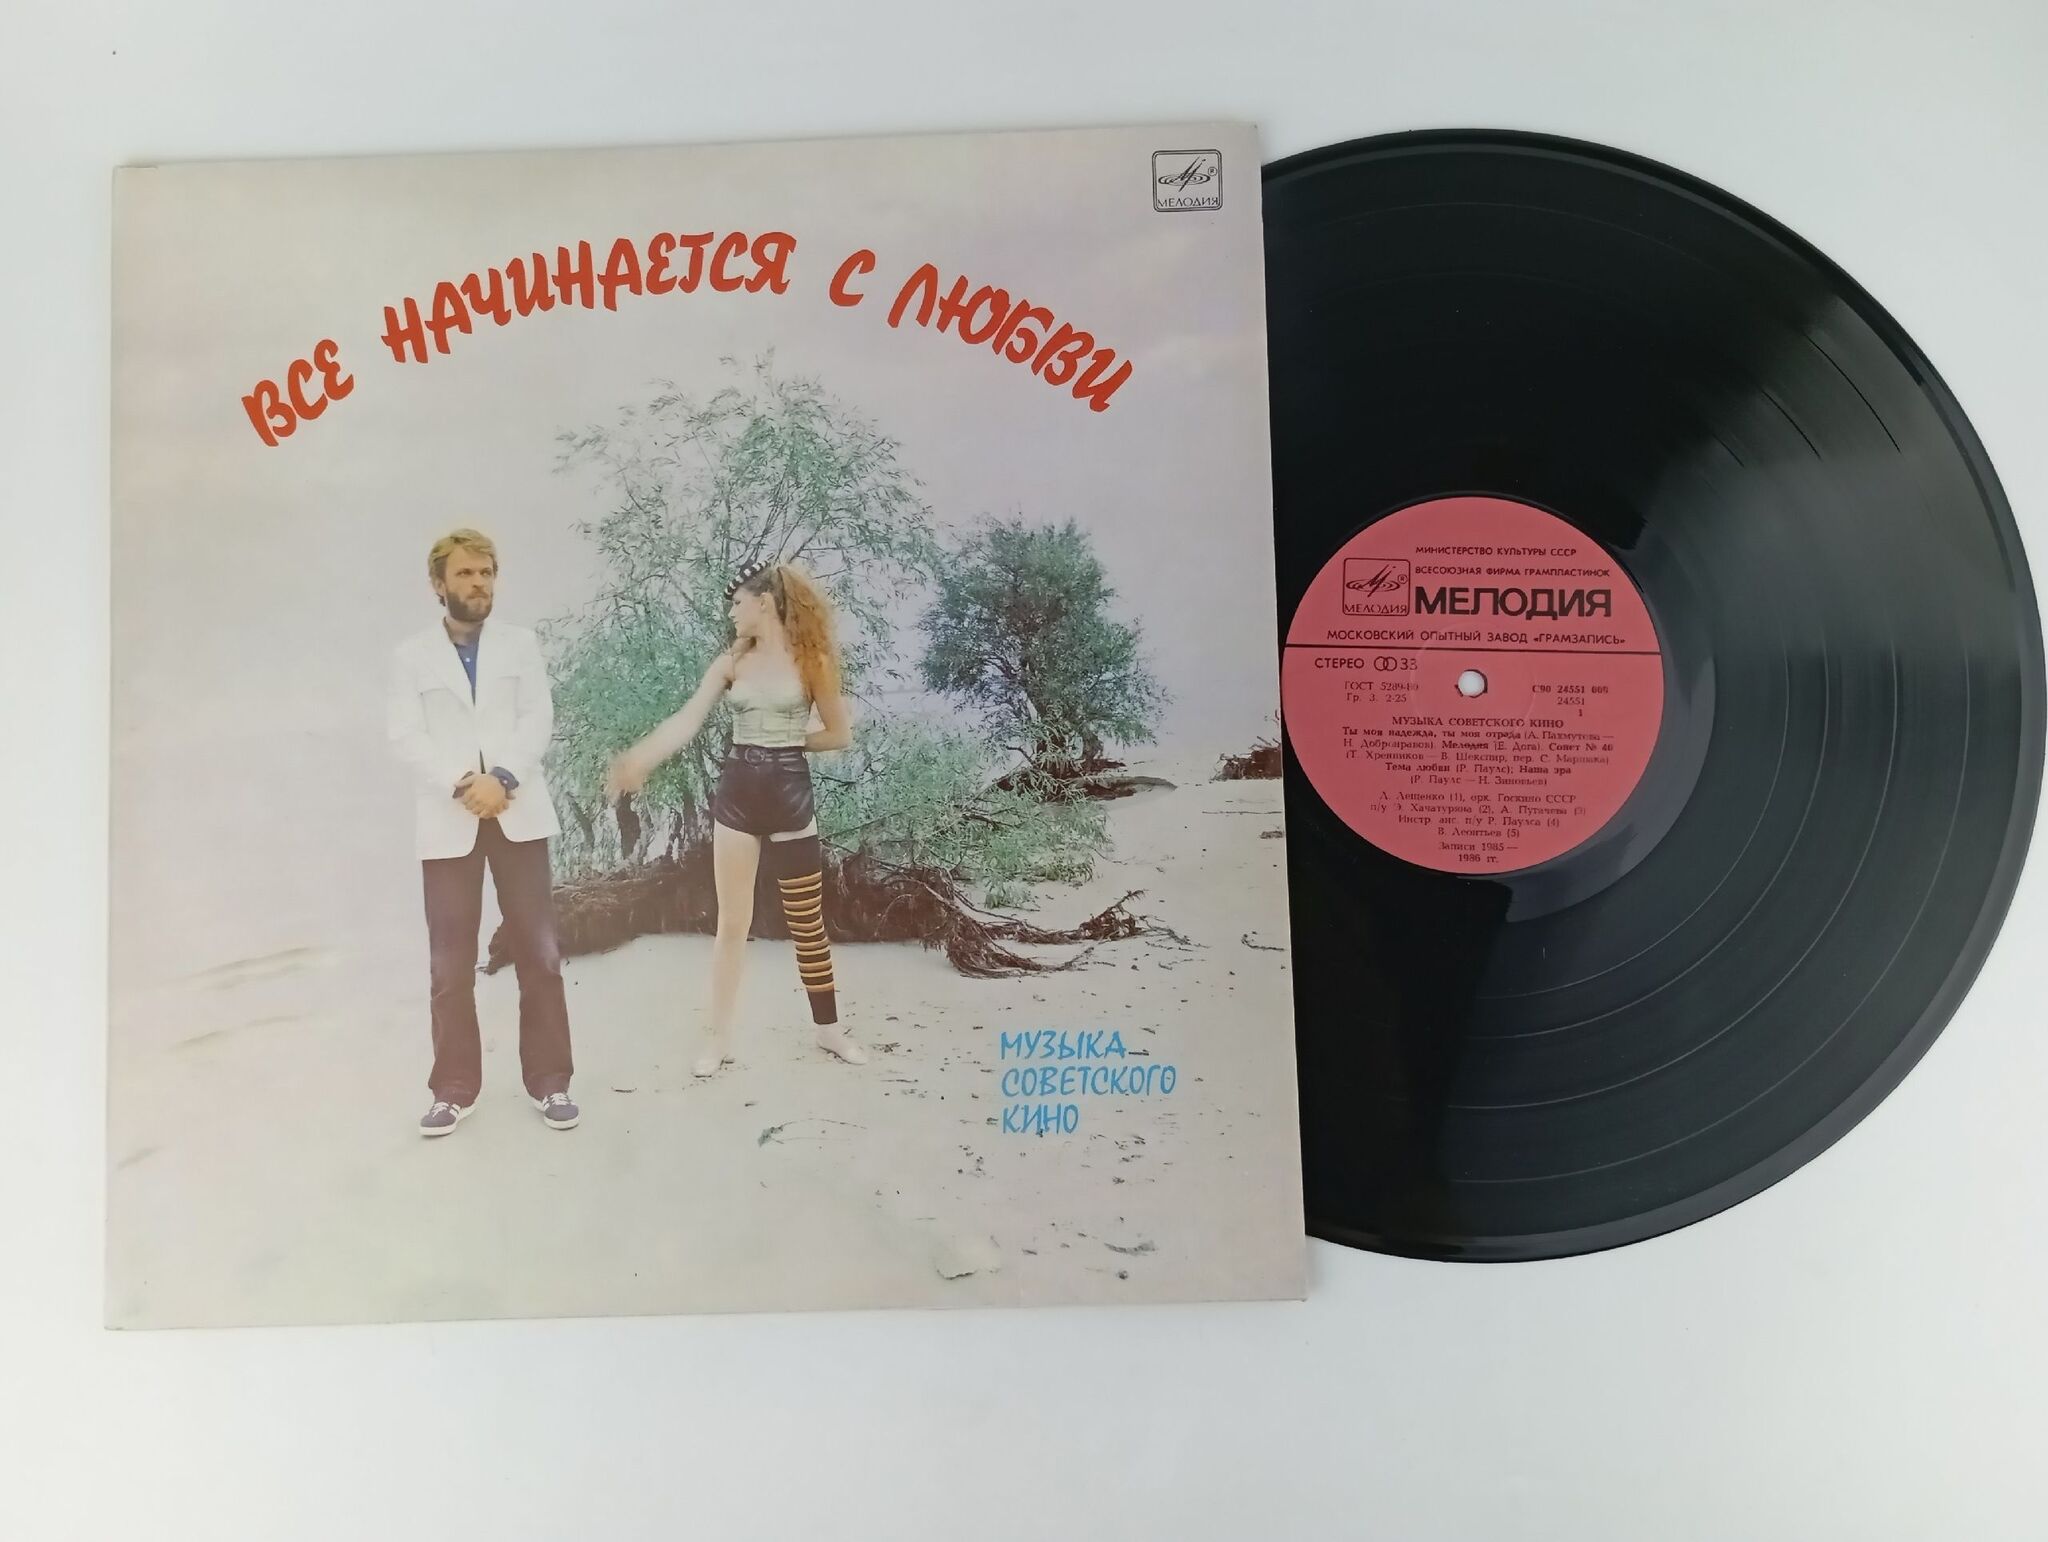 ВСЕ НАЧИНАЕТСЯ С ЛЮБВИ
МЕЛОДИЯ
МУЗЫКА
СОВЕТСКОГО
КИНО
МИНИСТЕРСТВО КУЛЬТУРЫ СССР
ВСЕСОЮЗНАЯ ФИРМА ГРАМПЛАСТИНОК
МЕЛОДИЯ МЕЛОДИЯ
МОСКОВСКИЙ ОПЫТНЫЙ ЗАВОД «ГРАМЗАПИСЬ»
СТЕРЕО 33
ГОСТ 5289-80 С90 24551 009
Гр. 3. 2-25 24551
1
МУЗЫКА СОВЕТСКОГО КИНО
Ты моя надежда, ты моя отрада (А. Пахмутова —
Н. Добронравов). Мелодия (Е. Дога). Сонет № 40
(Т. Хренников — В. Шекспир, пер. С. Маршака)
Тема любви (Р. Паулс); Наша эра
(Р. Паулс — Н. Зиновьев)
Л. Лещенко (1), орк. Госкино СССР
п/у Э. Хачатуряна (2), А. Пугачева (3)
Инстр. анс. п/у Р. Паулса (4)
В. Леонтьев (5)
Записи 1985 —
1986 гг.